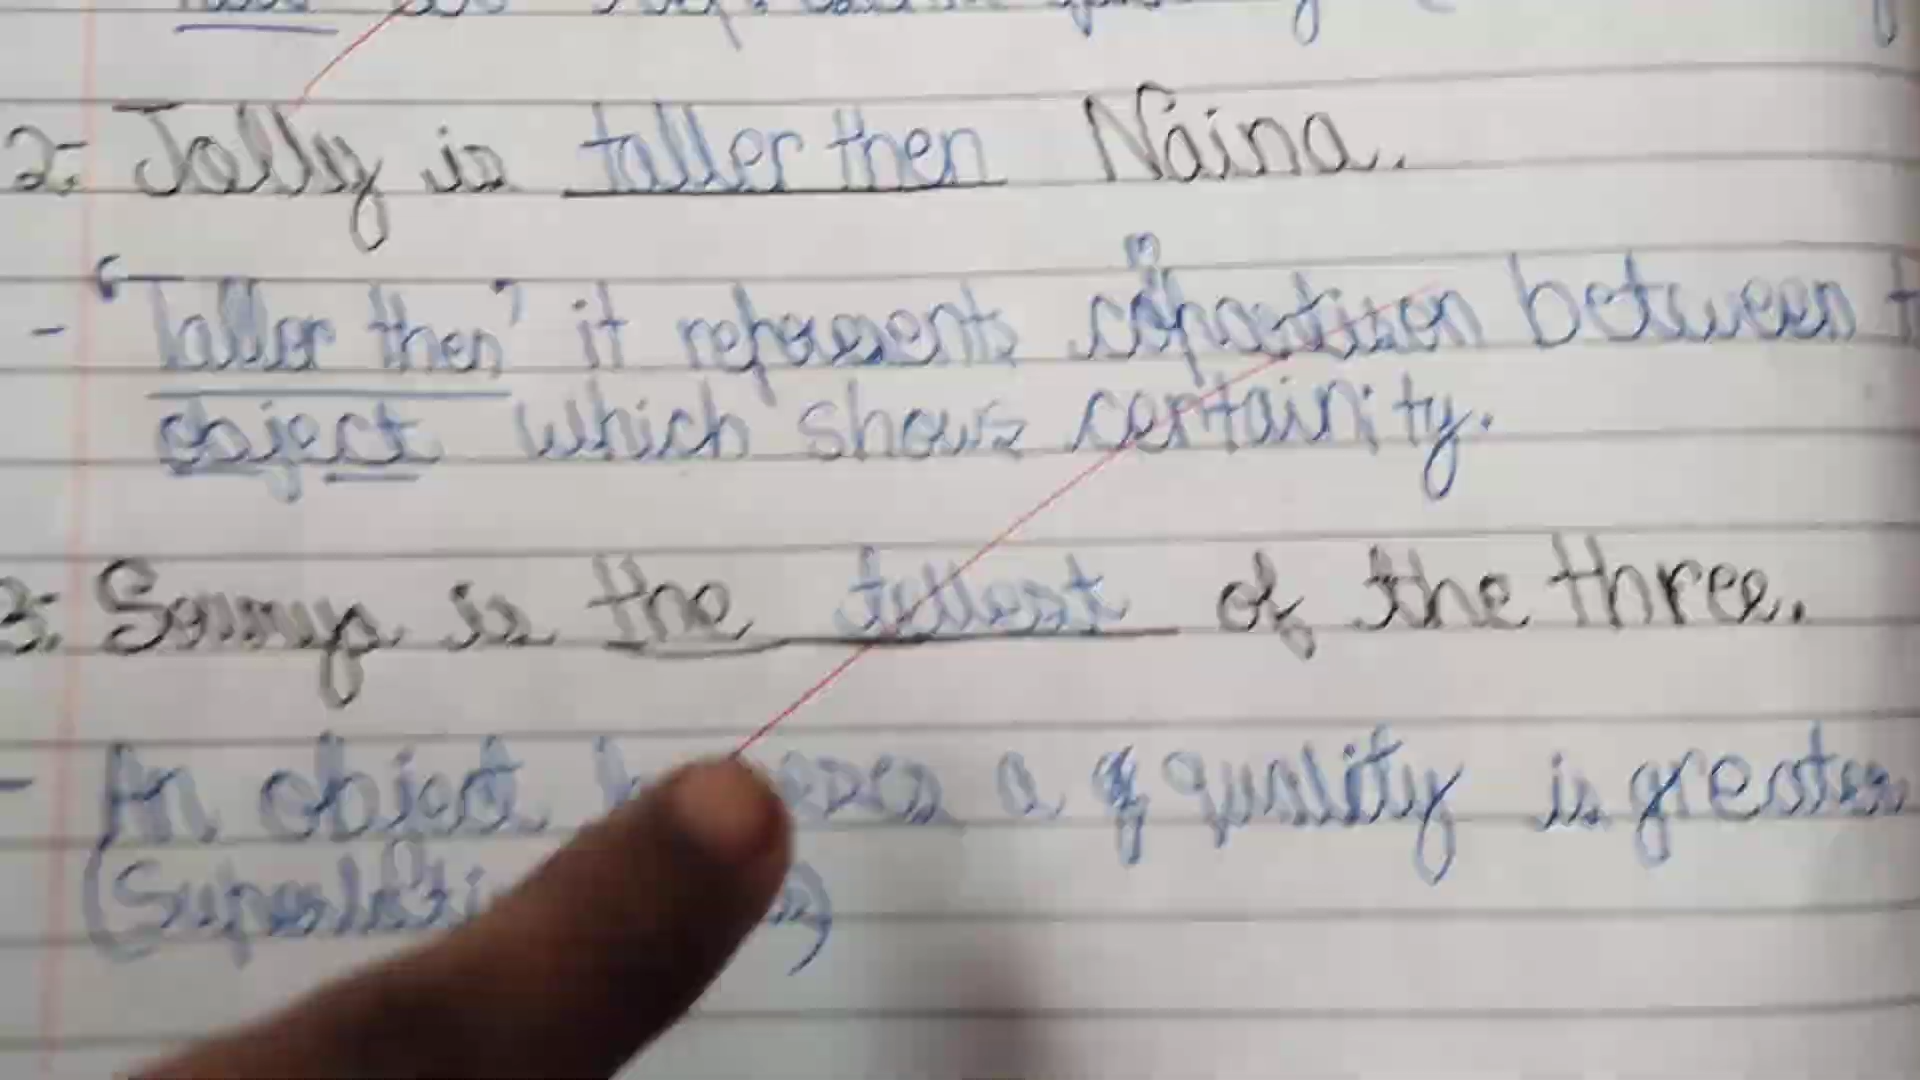 2:- Jolly is taller then Naina.
- "Taller then" it represents comparison between
object which shows certainity.
3:- is the tallest of the three.
- An object a quality is greater